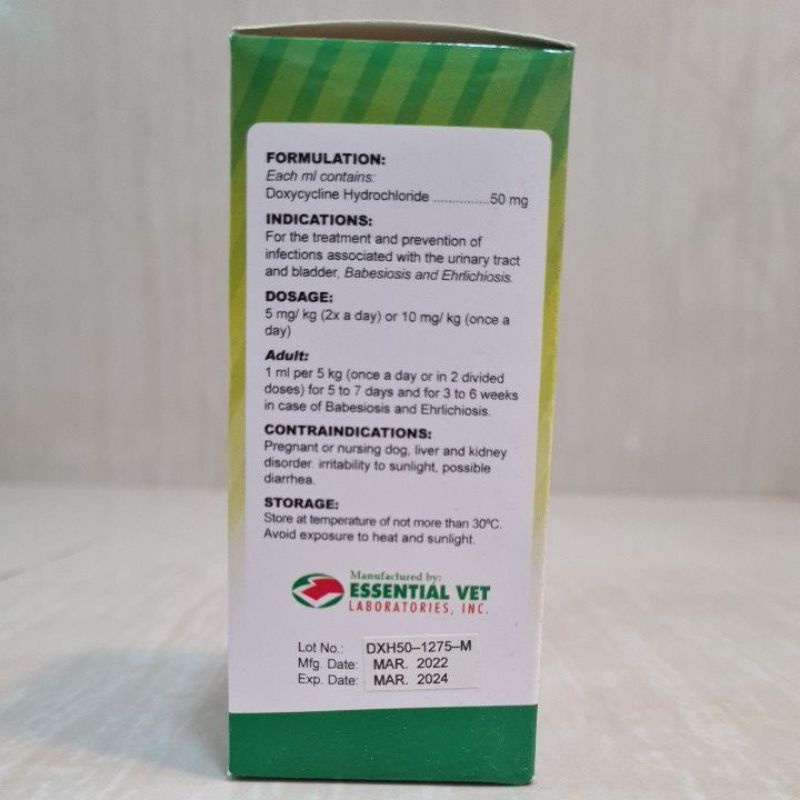 FORMULATION:
Each ml contains:
Doxycycline Hydrochloride ...............50 mg
INDICATIONS:
For the treatment and prevention of
infections associated with the urinary tract
and bladder, Babesiosis and Ehrlichiosis.
DOSAGE:
5 mg/ kg (2x a day) or 10 mg/ kg (once a
day)
Adult:
1 ml per 5 kg (once a day or in 2 divided
doses) for 5 to 7 days and for 3 to 6 weeks
in case of Babesiosis and Ehrlichiosis.
CONTRAINDICATIONS:
Pregnant or nursing dog, liver and kidney
disorder. irritability to sunlight, possible
diarrhea.
STORAGE:
Store at temperature of not more than 30ºC.
Avoid exposure to heat and sunlight.
Manufactured by:
ESSENTIAL VET
LABORATORIES, INC.
Lot No.: DXH50–1275–M
Mfg. Date: MAR. 2022
Exp. Date: MAR. 2024